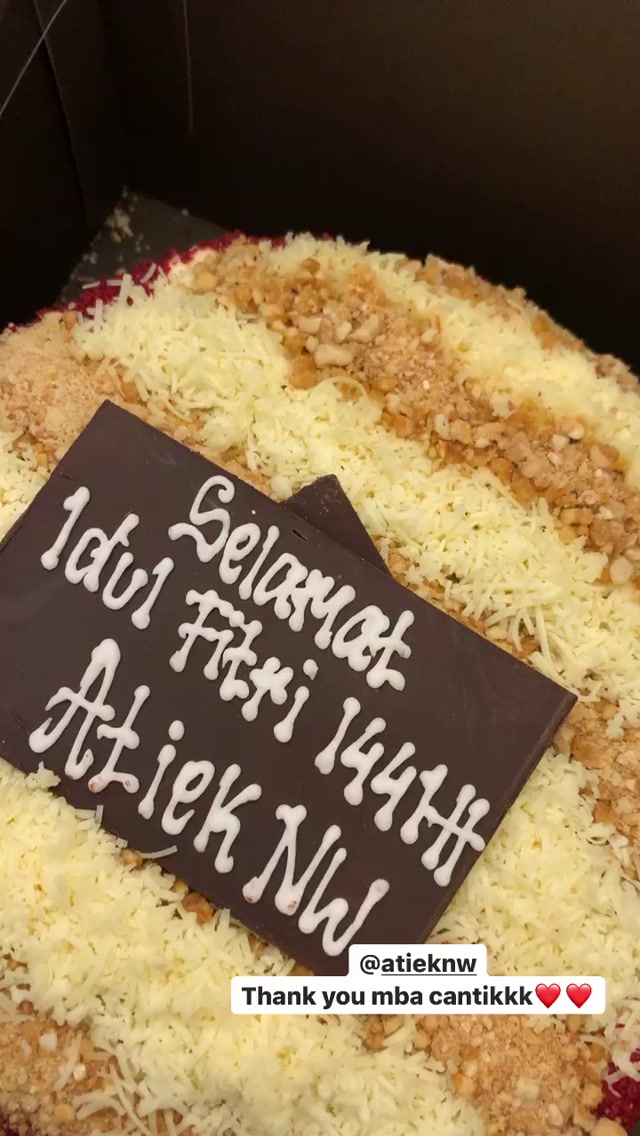 Selamat
Idul Fitri 1441H
Atiek NW
@atieknw
Thank you mba cantikkk❤️❤️